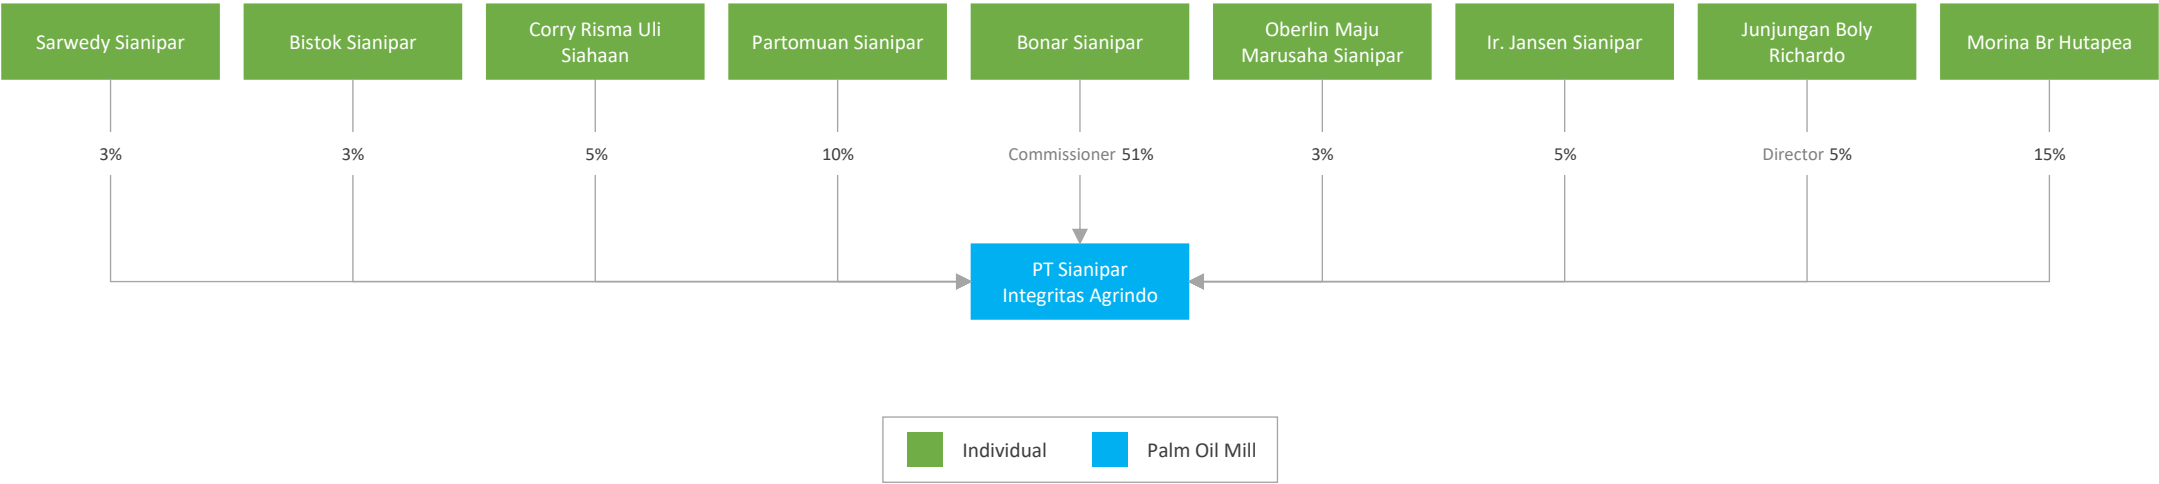 Sarwedy Sianipar
Bistok Sianipar
Corry Risma Uli
Siahaan
Partomuan Sianipar
Bonar Sianipar
Oberlin Maju
Marusaha Sianipar
Ir. Jansen Sianipar
Junjungan Boly
Richardo
Morina Br Hutapea
3%
3%
5%
10%
Commissioner 51%
3%
5%
Director 5%
15%
PT Sianipar
Integritas Agrindo
Individual
Palm Oil Mill